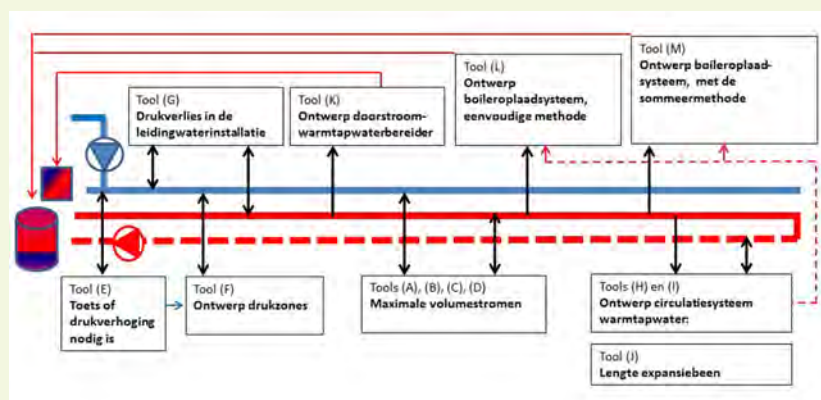 Tool (G)
Drukverlies in de
leidingwaterinstallatie
Tool (K)
Ontwerp doorstroom-
warmtapwaterbereider
Tool (L)
Ontwerp
boileroplaadsysteem,
eenvoudige methode
Tool (M)
Ontwerp boileroplaad-
systeem, met de
sommeermethode
Tool (E)
Toets of
drukverhoging
nodig is
Tool (F)
Ontwerp drukzones
Tools (A), (B), (C), (D)
Maximale volumestromen
Tools (H) en (I)
Ontwerp circulatiesysteem
warmtapwater:
Tool (J)
Lengte expansiebeen